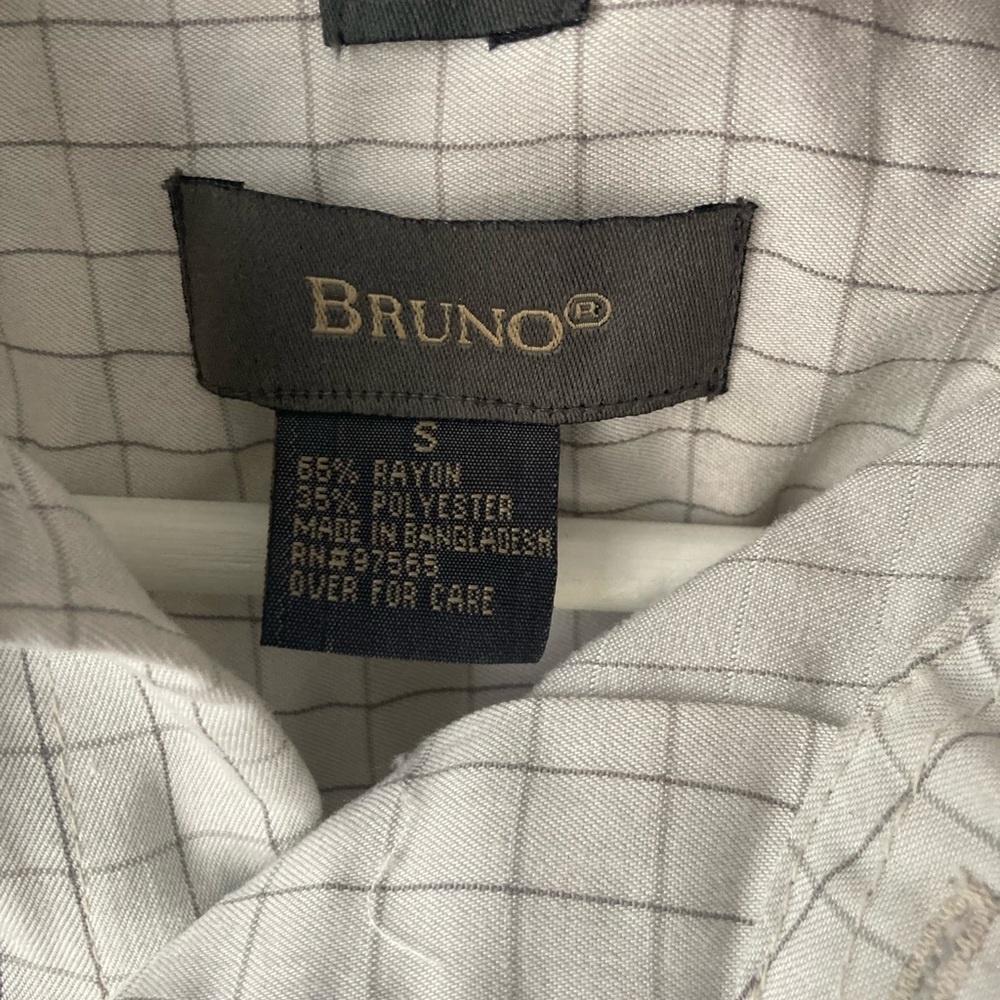 BRUNO®
S
65% RAYON
35% POLYESTER
MADE IN BANGLADESH
RN#97565
OVER FOR CARE